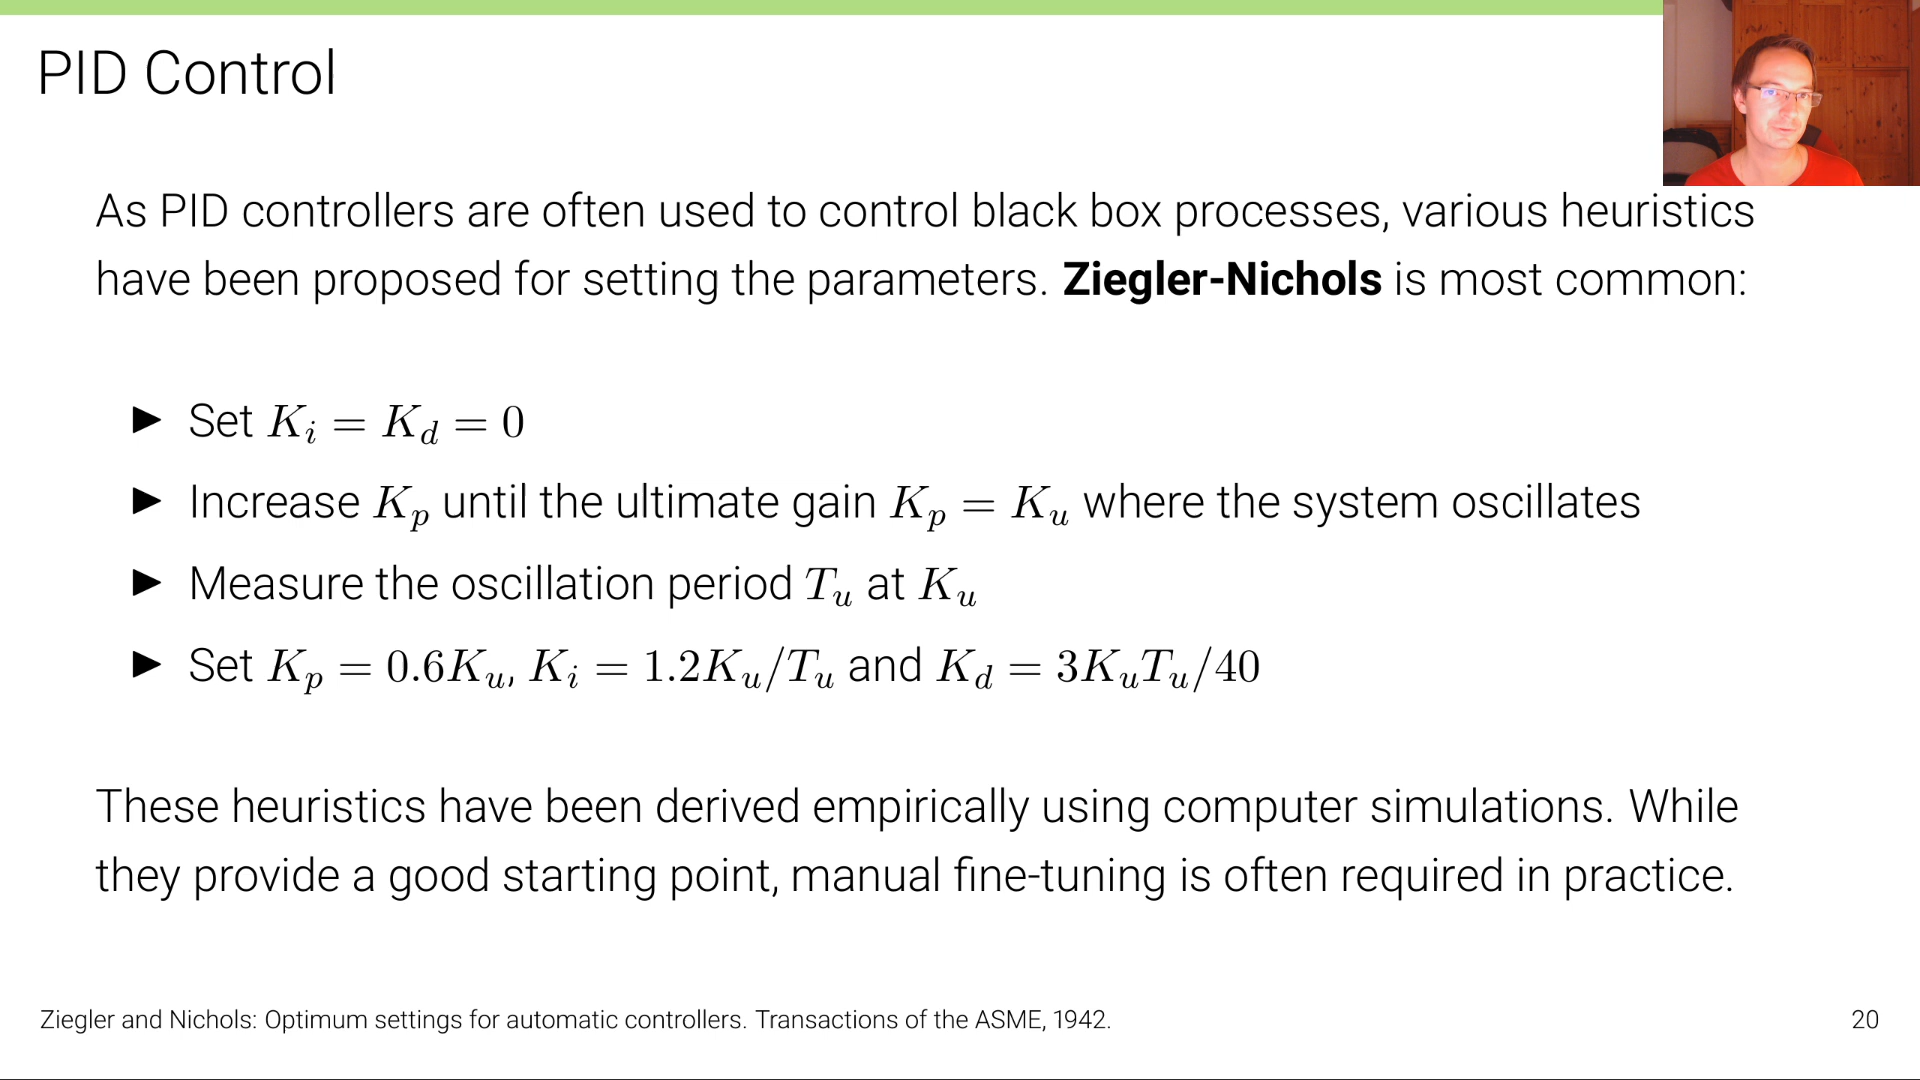 PID Control
As PID controllers are often used to control black box processes, various heuristics
have been proposed for setting the parameters. Ziegler-Nichols is most common:
► Set $K_i = K_d = 0$
► Increase $K_p$ until the ultimate gain $K_p = K_u$ where the system oscillates
► Measure the oscillation period $T_u$ at $K_u$
► Set $K_p = 0.6K_u$, $K_i = 1.2K_u/T_u$ and $K_d = 3K_uT_u/40$
These heuristics have been derived empirically using computer simulations. While
they provide a good starting point, manual fine-tuning is often required in practice.
Ziegler and Nichols: Optimum settings for automatic controllers. Transactions of the ASME, 1942.
20